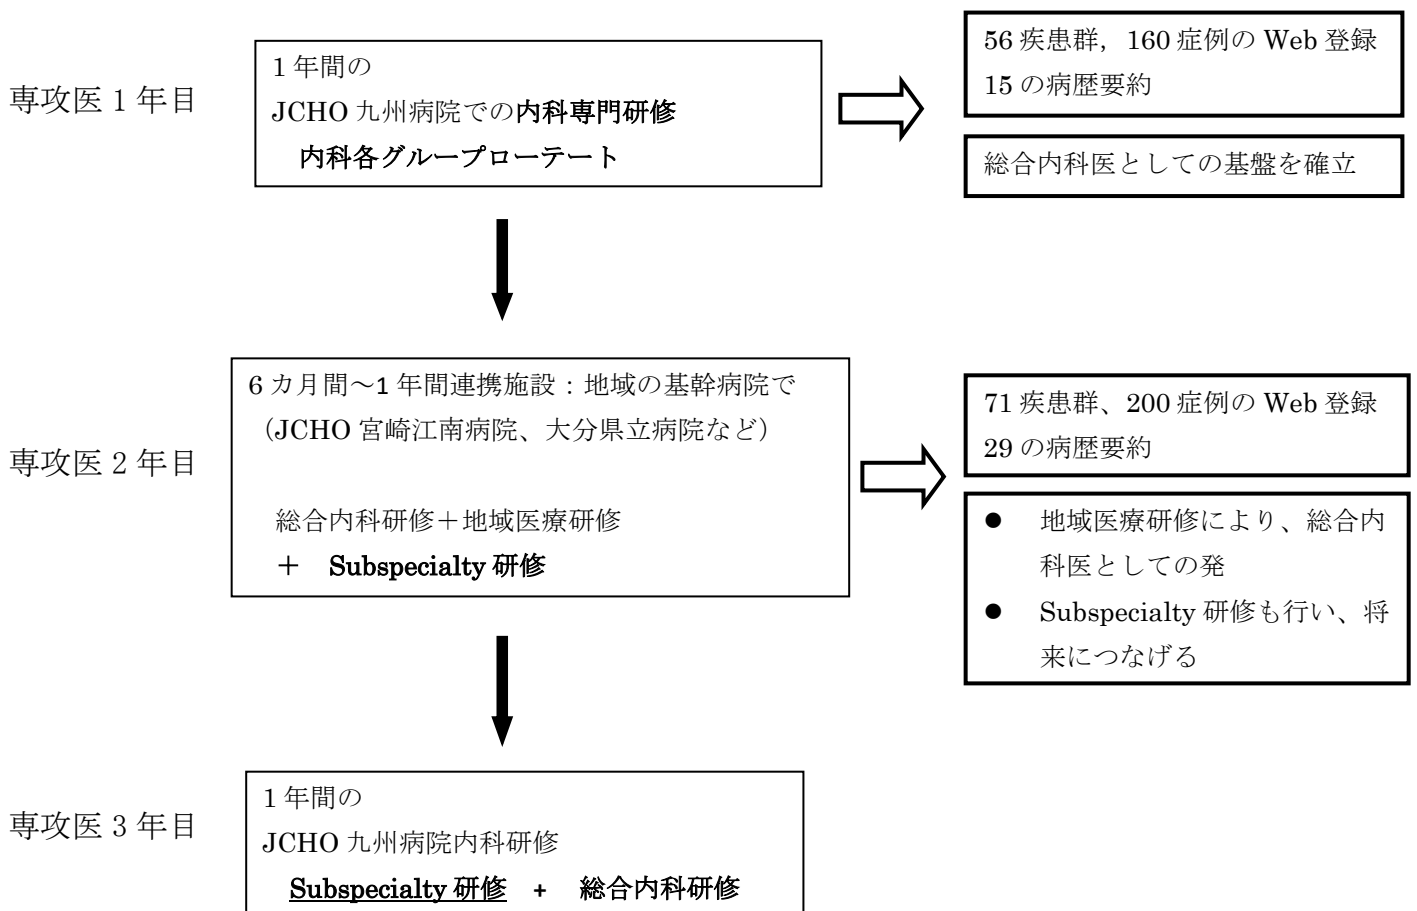 専攻医 1 年目
1 年間の
JCHO 九州病院での内科専門研修
内科各グループローテート
56 疾患群，160 症例の Web 登録
15 の病歴要約
総合内科医としての基盤を確立
専攻医 2 年目
6 カ月間～1 年間連携施設：地域の基幹病院で
（JCHO 宮崎江南病院、大分県立病院など）
総合内科研修＋地域医療研修
＋ Subspecialty 研修
71 疾患群、200 症例の Web 登録
29 の病歴要約
● 地域医療研修により、総合内
科医としての発
● Subspecialty 研修も行い、将
来につなげる
専攻医 3 年目
1 年間の
JCHO 九州病院内科研修
Subspecialty 研修 + 総合内科研修